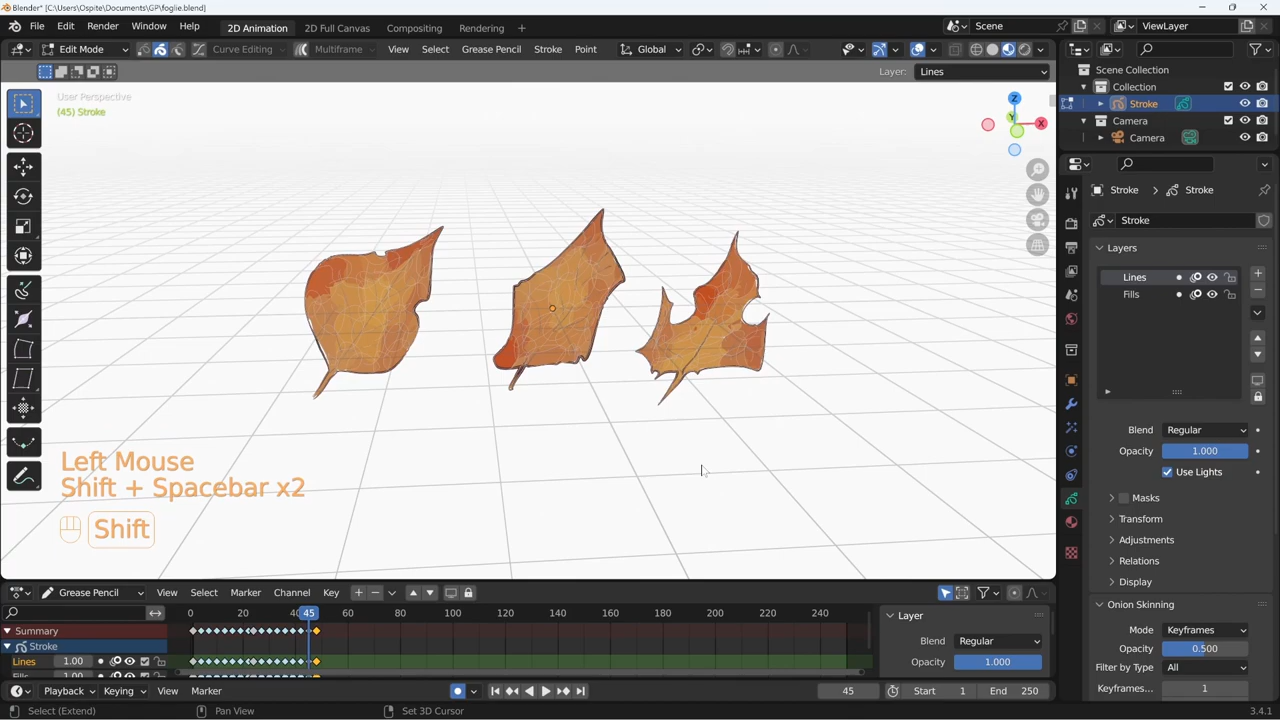 Blender* [C:\Users\Ospite\Documents\GP\foglie.blend]
File Edit Render Window Help 2D Animation 2D Full Canvas Compositing Rendering + Scene ViewLayer
Edit Mode Curve Editing Multiframe View Select Grease Pencil Stroke Point Global
Layer: Lines
User Perspective
(45) Stroke
Z
Y
X
Left Mouse
Shift + Spacebar x2
Shift
Scene Collection
Collection
Stroke
Camera
Camera
Stroke > Stroke
Stroke
Layers
Lines
Fills
Blend Regular
Opacity 1.000
Use Lights
Masks
Transform
Adjustments
Relations
Display
Onion Skinning
Mode Keyframes
Opacity 0.500
Filter by Type All
Keyframes... 1
Grease Pencil View Select Marker Channel Key
0 20 40 45 60 80 100 120 140 160 180 200 220 240
Summary
Stroke
Lines 1.00
Fills
Layer
Blend Regular
Opacity 1.000
Playback Keying View Marker 45 Start 1 End 250
Select (Extend) Pan View Set 3D Cursor 3.4.1